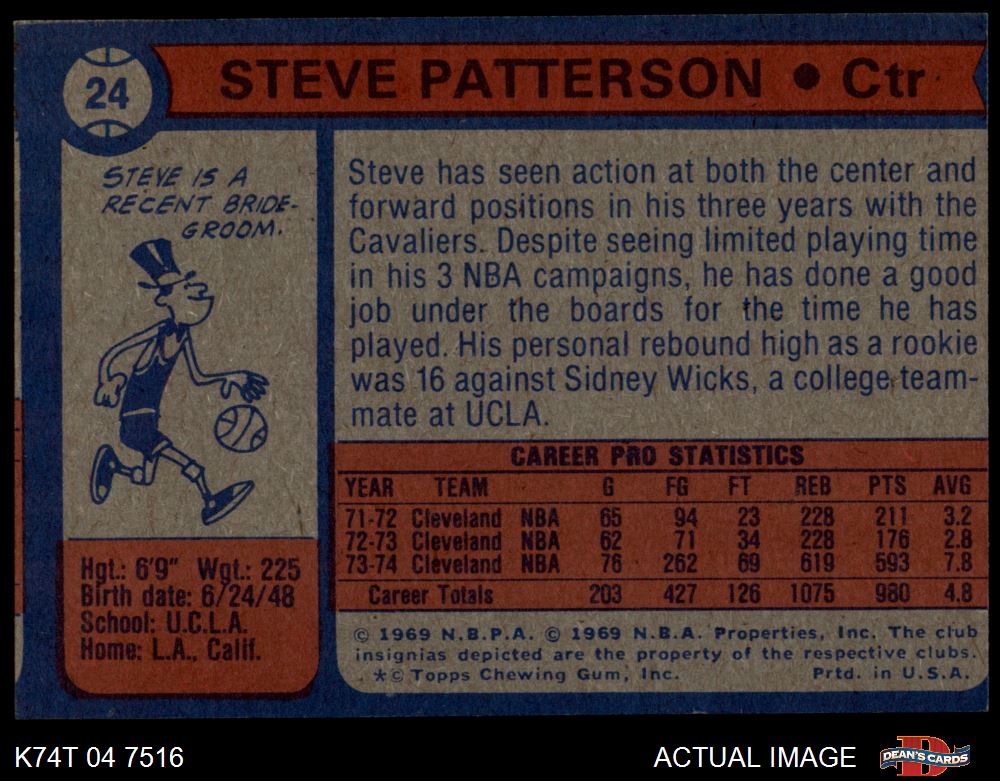 24
STEVE PATTERSON • Ctr
STEVE IS A
RECENT BRIDE-
GROOM.
Steve has seen action at both the center and
forward positions in his three years with the
Cavaliers. Despite seeing limited playing time
in his 3 NBA campaigns, he has done a good
job under the boards for the time he has
played. His personal rebound high as a rookie
was 16 against Sidney Wicks, a college team-
mate at UCLA.
CAREER PRO STATISTICS
YEAR TEAM G FG FT REB PTS AVG
71-72 Cleveland NBA 65 94 23 228 211 3.2
72-73 Cleveland NBA 62 71 34 228 176 2.8
73-74 Cleveland NBA 76 262 69 619 593 7.8
Career Totals 203 427 126 1075 980 4.8
Hgt.: 6'9" Wgt.: 225
Birth date: 6/24/48
School: U.C.L.A.
Home: L.A., Calif.
© 1969 N.B.P.A. © 1969 N.B.A. Properties, Inc. The club
insignias depicted are the property of the respective clubs.
*© Topps Chewing Gum, Inc. Prtd. in U.S.A.
K74T 04 7516
ACTUAL IMAGE
DEAN'S CARDS